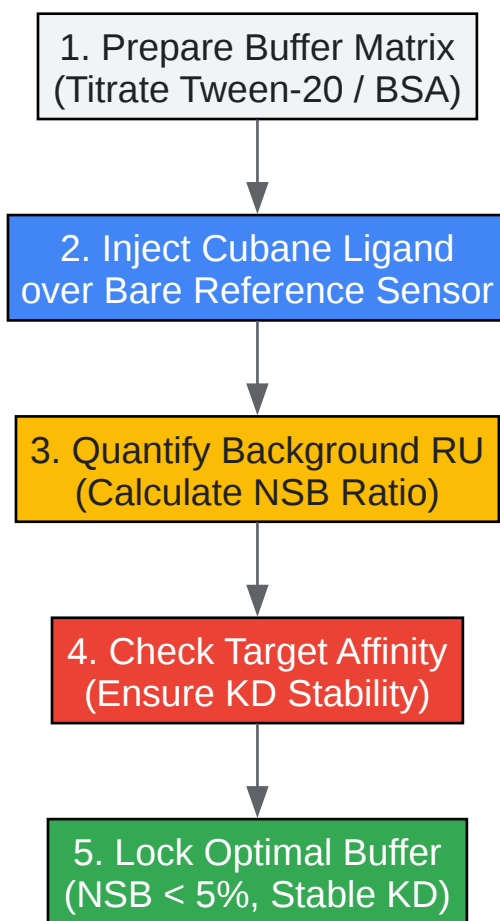 1. Prepare Buffer Matrix
(Titrate Tween-20 / BSA)
2. Inject Cubane Ligand
over Bare Reference Sensor
3. Quantify Background RU
(Calculate NSB Ratio)
4. Check Target Affinity
(Ensure KD Stability)
5. Lock Optimal Buffer
(NSB < 5%, Stable KD)